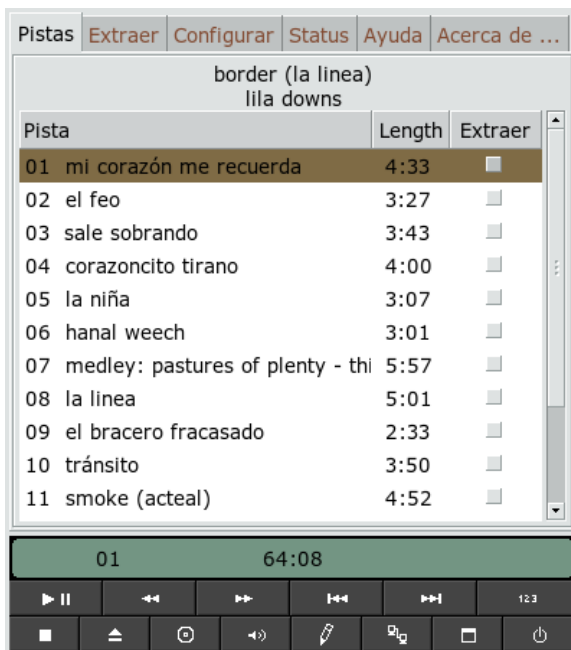 Pistas Extraer Configurar Status Ayuda Acerca de ...
border (la linea)
lila downs
Pista Length Extraer
01 mi corazón me recuerda 4:33
02 el feo 3:27
03 sale sobrando 3:43
04 corazoncito tirano 4:00
05 la niña 3:07
06 hanal weech 3:01
07 medley: pastures of plenty - thi 5:57
08 la linea 5:01
09 el bracero fracasado 2:33
10 tránsito 3:50
11 smoke (acteal) 4:52
01 64:08
123